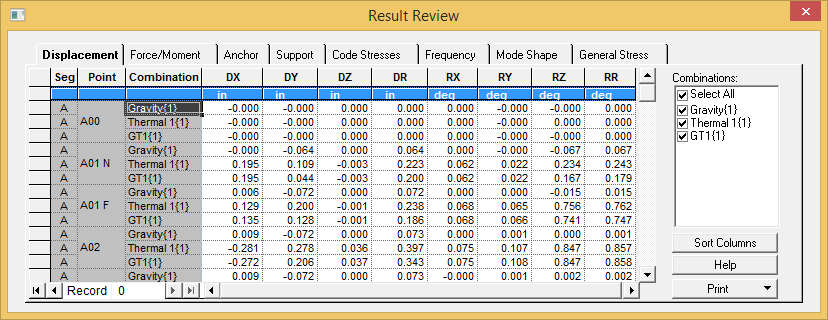 Result Review
Displacement Force/Moment Anchor Support Code Stresses Frequency Mode Shape General Stress
Seg Point Combination DX DY DZ DR RX RY RZ RR
in in in in deg deg deg deg
A Gravity{1} -0.000 -0.000 0.000 0.000 0.000 -0.000 -0.000 0.000
A A00 Thermal 1{1} -0.000 -0.000 0.000 0.000 -0.000 -0.000 -0.000 0.000
A GT1{1} -0.000 -0.000 0.000 0.000 -0.000 -0.000 -0.000 0.000
A Gravity{1} -0.000 -0.064 0.000 0.064 0.000 -0.000 -0.067 0.067
A A01 N Thermal 1{1} 0.195 0.109 -0.003 0.223 0.062 0.022 0.234 0.243
A GT1{1} 0.195 0.044 -0.003 0.200 0.062 0.022 0.167 0.179
A Gravity{1} 0.006 -0.072 0.000 0.072 0.000 -0.000 -0.015 0.015
A A01 F Thermal 1{1} 0.129 0.200 -0.001 0.238 0.068 0.065 0.756 0.762
A GT1{1} 0.135 0.128 -0.001 0.186 0.068 0.066 0.741 0.747
A Gravity{1} 0.009 -0.072 0.000 0.073 0.000 0.001 0.000 0.001
A A02 Thermal 1{1} -0.281 0.278 0.036 0.397 0.075 0.107 0.847 0.857
A GT1{1} -0.272 0.206 0.037 0.343 0.075 0.108 0.847 0.858
A Gravity{1} 0.009 -0.072 0.000 0.073 -0.000 0.001 0.002 0.002
Record 0
Combinations:
Select All
Gravity{1}
Thermal 1{1}
GT1{1}
Sort Columns
Help
Print